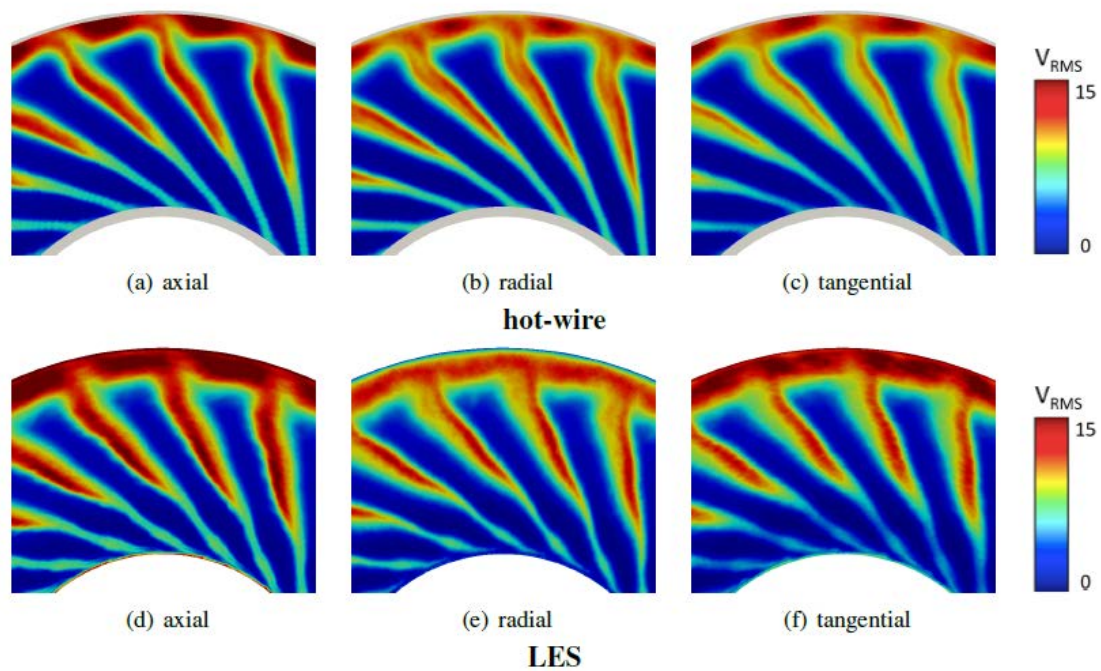 V_RMS
15
0
(a) axial
(b) radial
(c) tangential
hot-wire
V_RMS
15
0
(d) axial
(e) radial
(f) tangential
LES